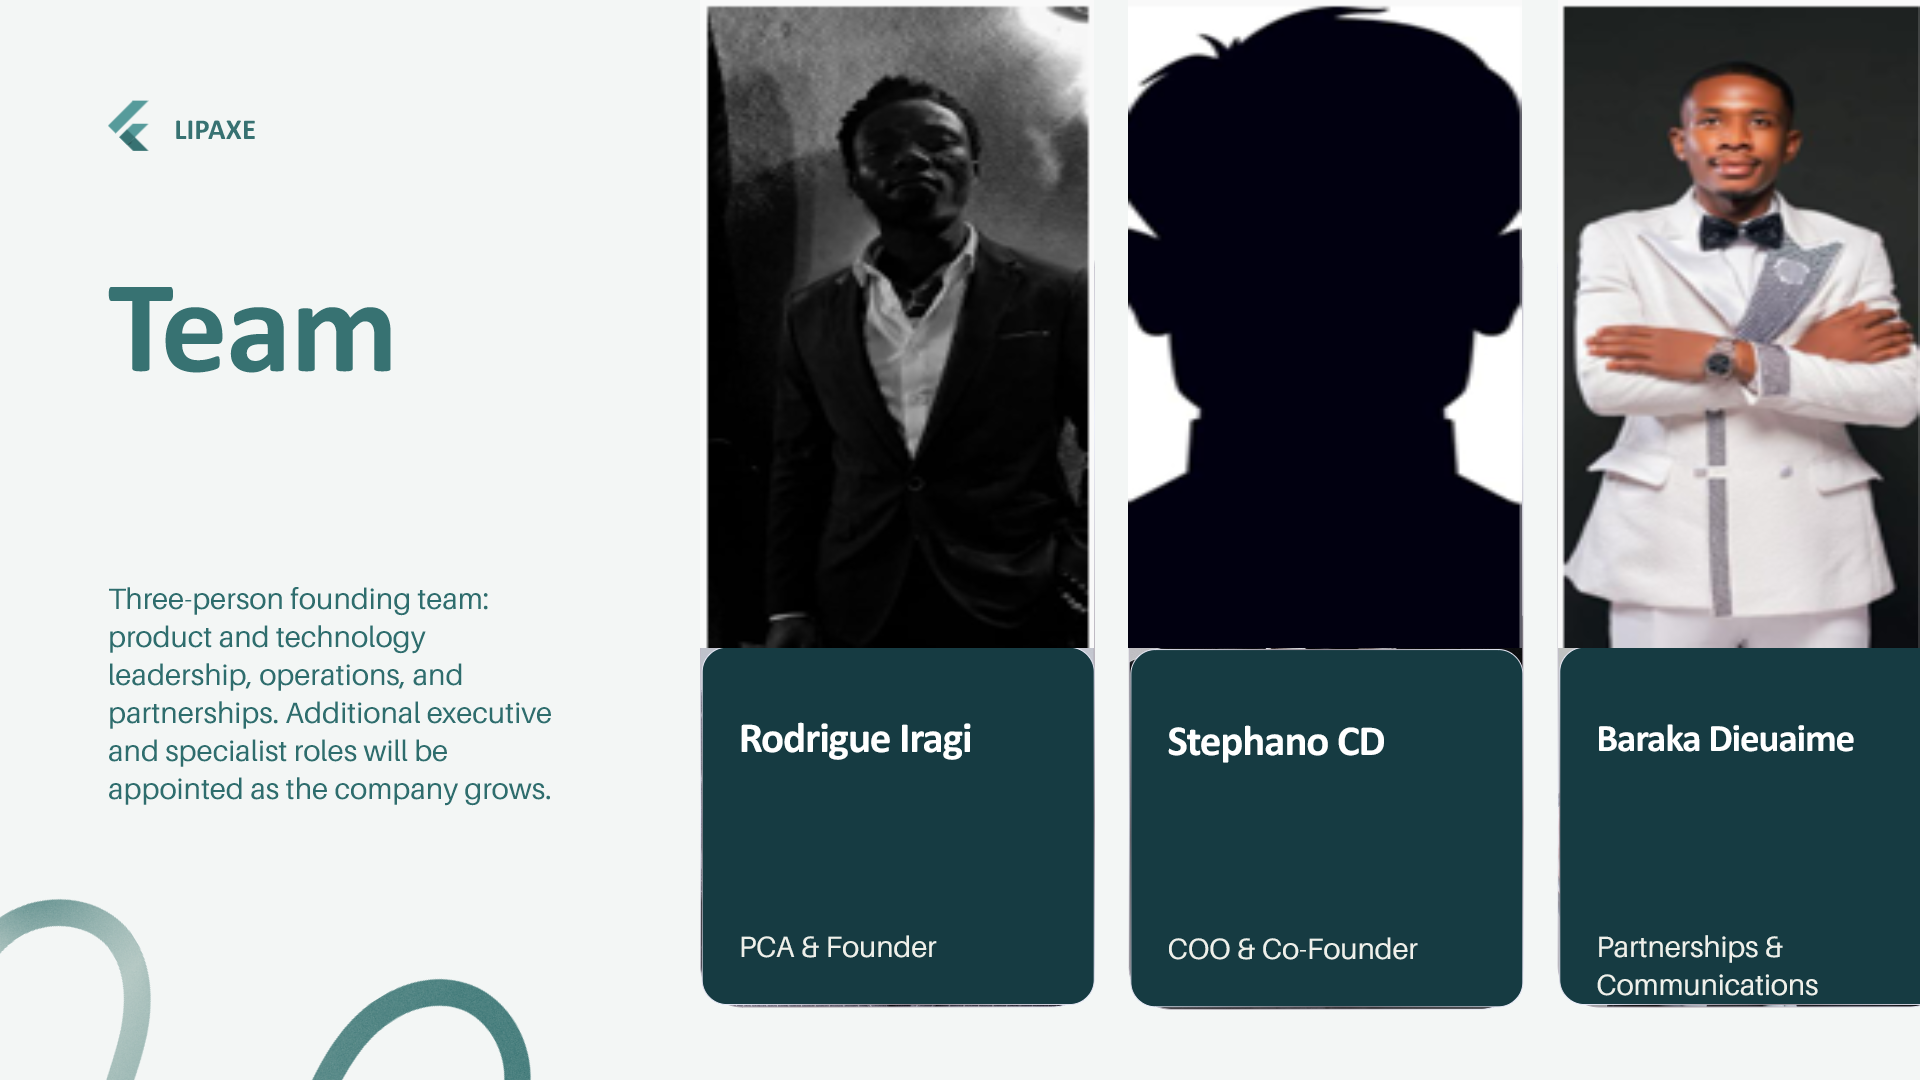 LIPAXE
Team
Three-person founding team:
product and technology
leadership, operations, and
partnerships. Additional executive
and specialist roles will be
appointed as the company grows.
Rodrigue Iragi
PCA & Founder
Stephano CD
COO & Co-Founder
Baraka Dieuaime
Partnerships &
Communications